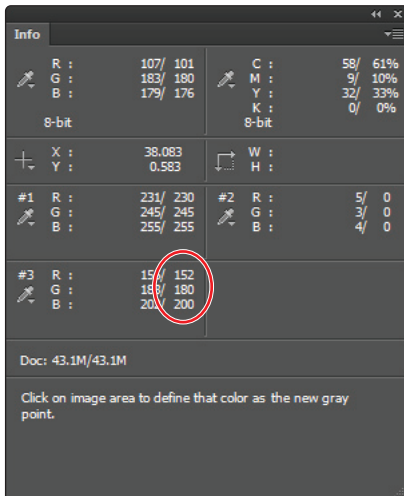 Info
R : 107/ 101 C : 58/ 61%
G : 183/ 180 M : 9/ 10%
B : 179/ 176 Y : 32/ 33%
K : 0/ 0%
8-bit 8-bit
X : 38.083 W :
Y : 0.583 H :
#1 R : 231/ 230 #2 R : 5/ 0
G : 245/ 245 G : 3/ 0
B : 255/ 255 B : 4/ 0
#3 R : 152
G : 180
B : 200
Doc: 43.1M/43.1M
Click on image area to define that color as the new gray
point.